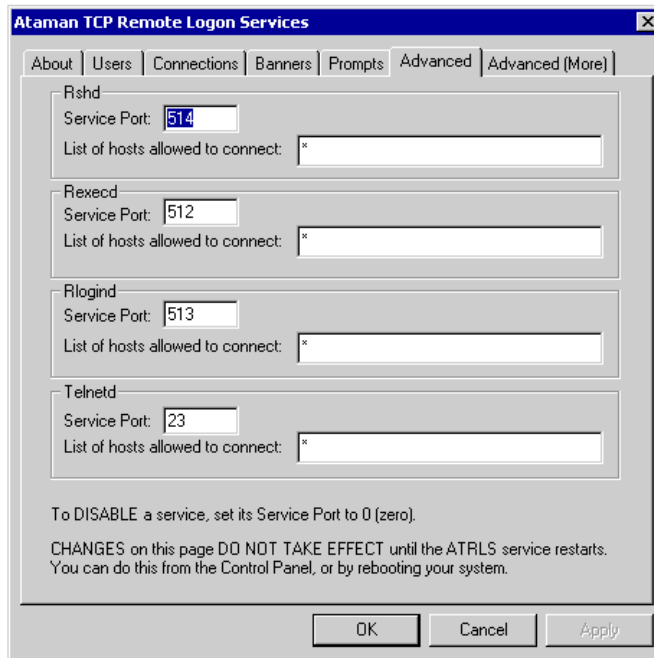 Ataman TCP Remote Logon Services
About Users Connections Banners Prompts Advanced Advanced (More)
Rshd
Service Port: 514
List of hosts allowed to connect: *
Rexecd
Service Port: 512
List of hosts allowed to connect: *
Rlogind
Service Port: 513
List of hosts allowed to connect: *
Telnetd
Service Port: 23
List of hosts allowed to connect: *
To DISABLE a service, set its Service Port to 0 (zero).
CHANGES on this page DO NOT TAKE EFFECT until the ATRLS service restarts.
You can do this from the Control Panel, or by rebooting your system.
OK Cancel Apply